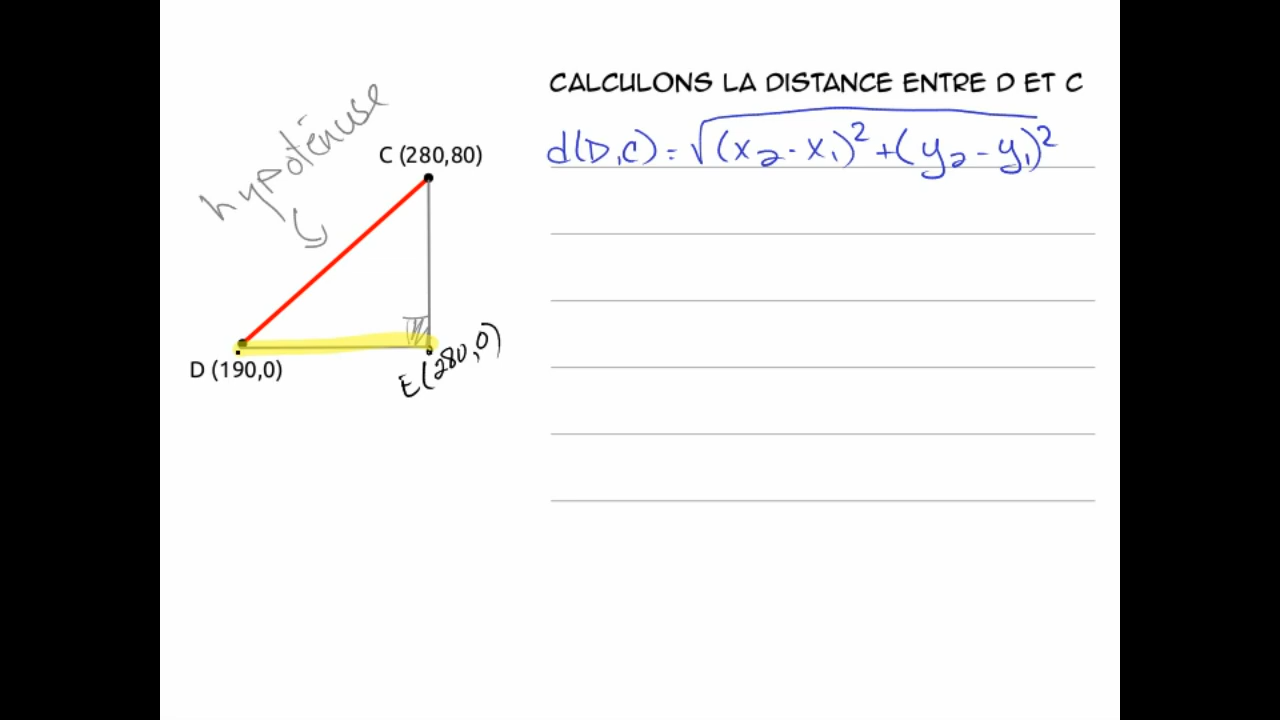 CALCULONS LA DISTANCE ENTRE D ET C
d(D,C) = √(x₂ - x₁)² + (y₂ - y₁)²
hypoténuse
C (280,80)
D (190,0)
E (280,0)